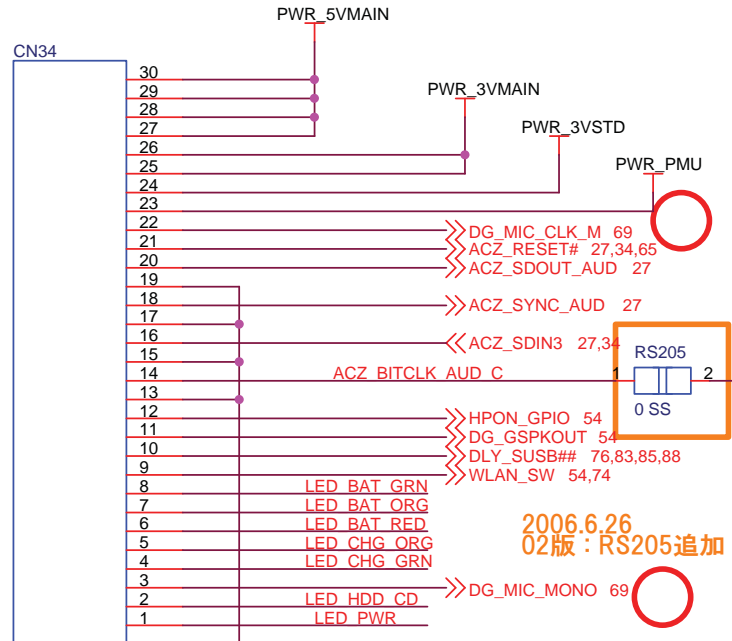 PWR_5VMAIN
CN34
PWR_3VMAIN
PWR_3VSTD
PWR_PMU
30
29
28
27
26
25
24
23
22 DG_MIC_CLK_M 69
21 ACZ_RESET# 27,34,65
20 ACZ_SDOUT_AUD 27
19
18 ACZ_SYNC_AUD 27
17
16 ACZ_SDIN3 27,34
15
RS205
14 ACZ_BITCLK_AUD_C 1 2
0 SS
13
12 HPON_GPIO 54
11 DG_GSPKOUT 54
10 DLY_SUSB## 76,83,85,88
9 WLAN_SW 54,74
8 LED_BAT_GRN
7 LED_BAT_ORG
6 LED_BAT_RED
5 LED_CHG_ORG
4 LED_CHG_GRN
2006.6.26
02版：RS205追加
3 DG_MIC_MONO 69
2 LED_HDD_CD
1 LED_PWR